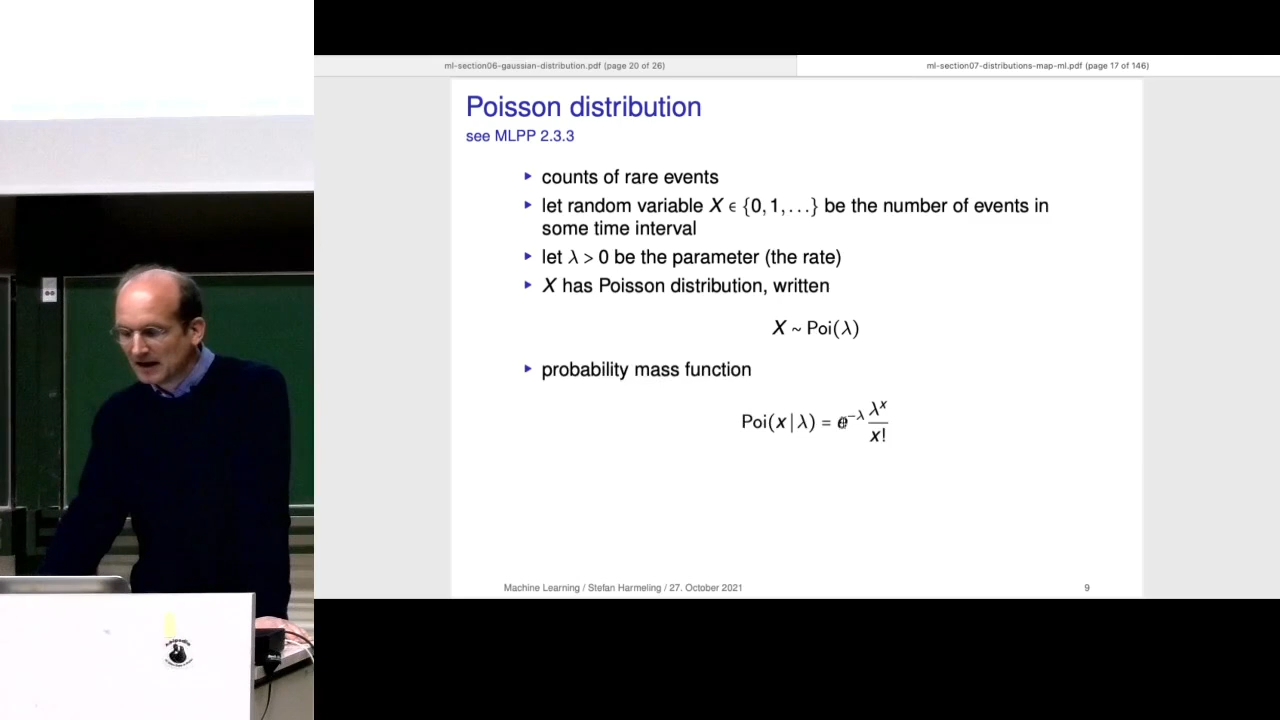 ml-section06-gaussian-distribution.pdf (page 20 of 26)
ml-section07-distributions-map-ml.pdf (page 17 of 146)
Poisson distribution
see MLPP 2.3.3
▸ counts of rare events
▸ let random variable X ∈ {0, 1, . . .} be the number of events in
some time interval
▸ let λ > 0 be the parameter (the rate)
▸ X has Poisson distribution, written
X ~ Poi(λ)
▸ probability mass function
Poi(x | λ) = e^{−λ} λ^x / x!
Machine Learning / Stefan Harmeling / 27. October 2021
9